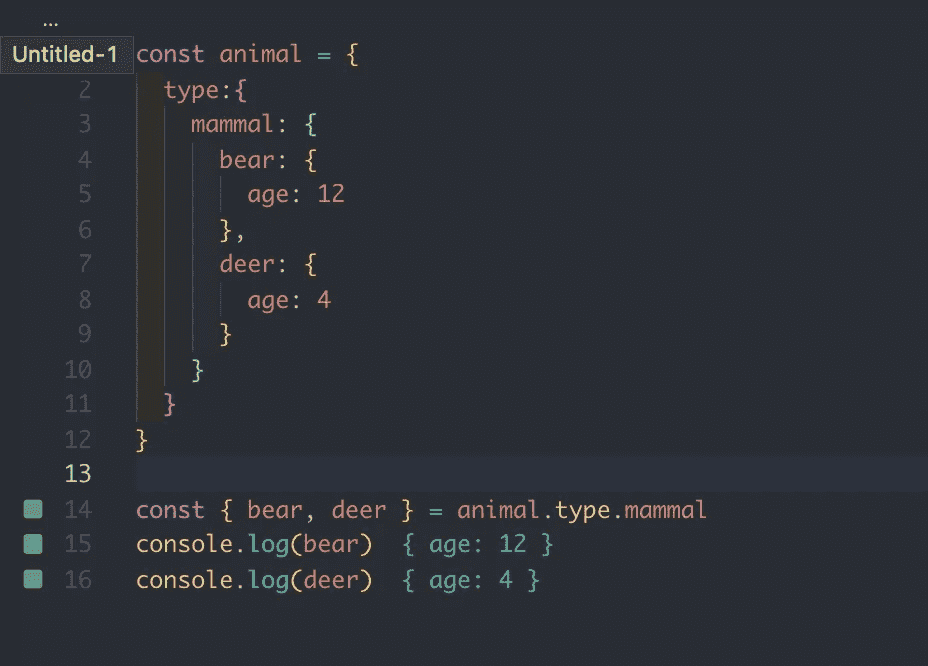 ...
Untitled-1 const animal = {
2 type:{
3 mammal: {
4 bear: {
5 age: 12
6 },
7 deer: {
8 age: 4
9 }
10 }
11 }
12 }
13
14 const { bear, deer } = animal.type.mammal
15 console.log(bear) { age: 12 }
16 console.log(deer) { age: 4 }